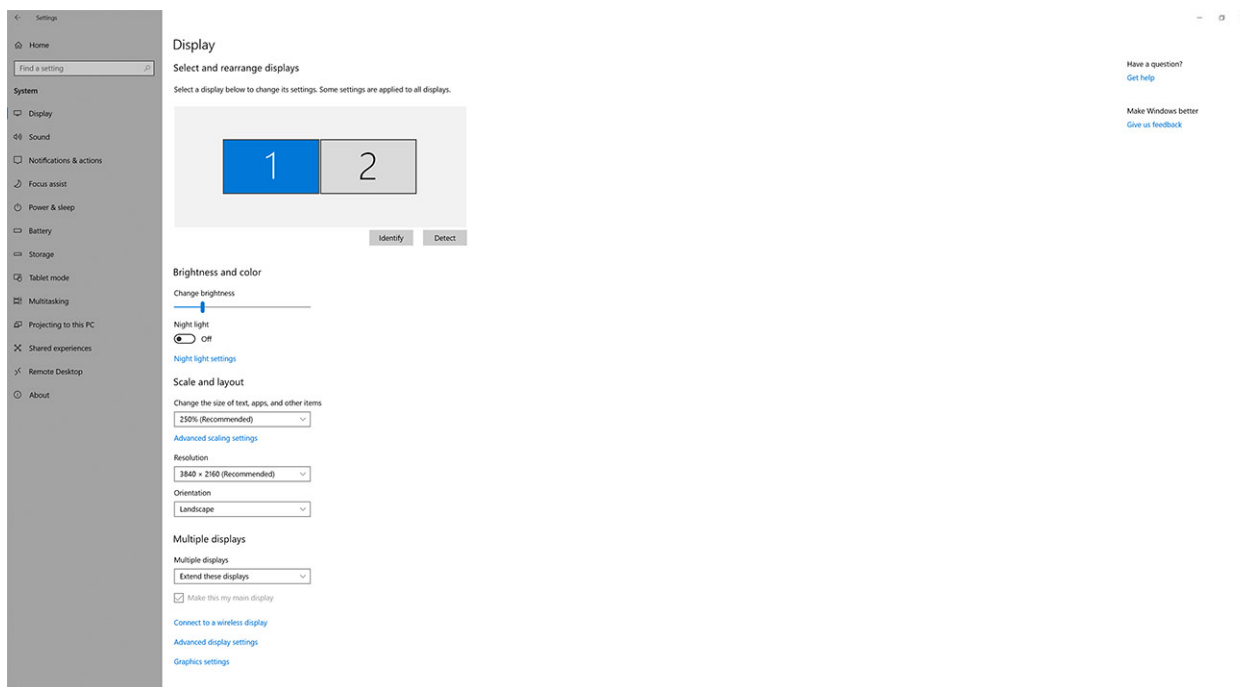 Settings
Home
Find a setting
System
Display
Sound
Notifications & actions
Focus assist
Power & sleep
Battery
Storage
Tablet mode
Multitasking
Projecting to this PC
Shared experiences
Remote Desktop
About
Display
Select and rearrange displays
Select a display below to change its settings. Some settings are applied to all displays.
1 2
Identify Detect
Brightness and color
Change brightness
Night light
Off
Night light settings
Scale and layout
Change the size of text, apps, and other items
250% (Recommended)
Advanced scaling settings
Resolution
3840 × 2160 (Recommended)
Orientation
Landscape
Multiple displays
Multiple displays
Extend these displays
Make this my main display
Connect to a wireless display
Advanced display settings
Graphics settings
Have a question?
Get help
Make Windows better
Give us feedback